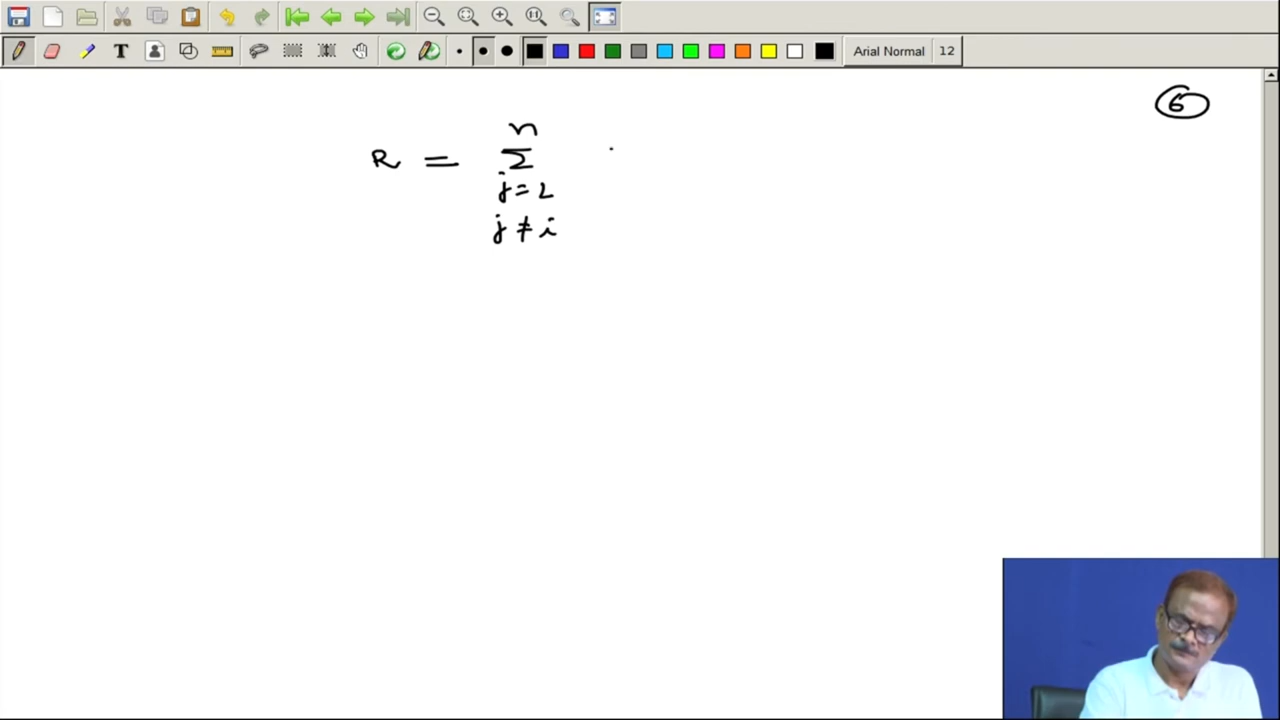 Arial Normal 12
6
n
R = Σ
j = 2
j ≠ i